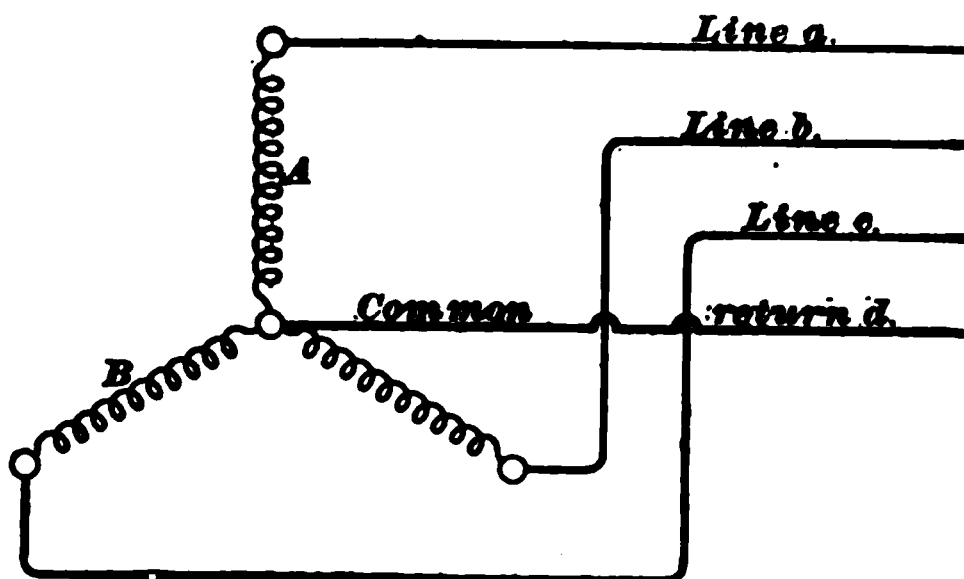 Line a.
Line b.
A
Line c.
Common return d.
B